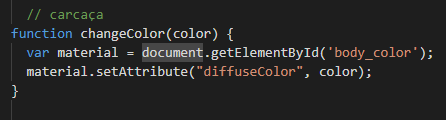 // carcaça
function changeColor(color) {
var material = document.getElementById('body_color');
material.setAttribute("diffuseColor", color);
}